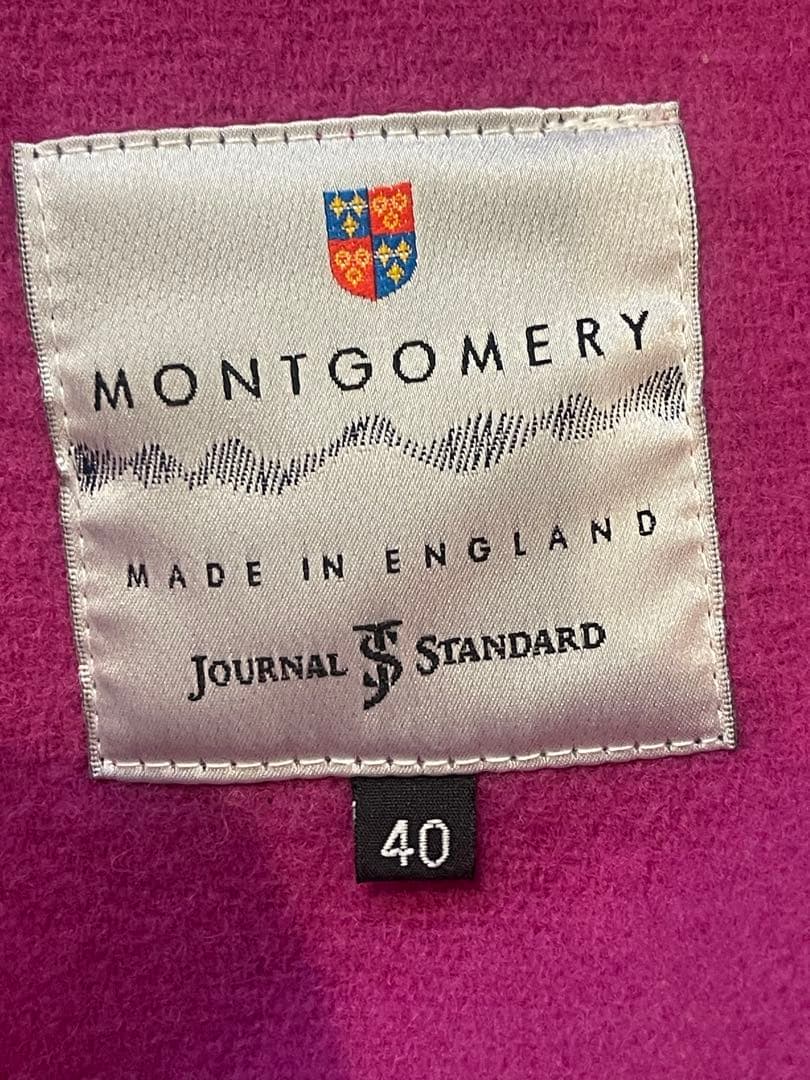 MONTGOMERY
MADE IN ENGLAND
JOURNAL JS STANDARD
40